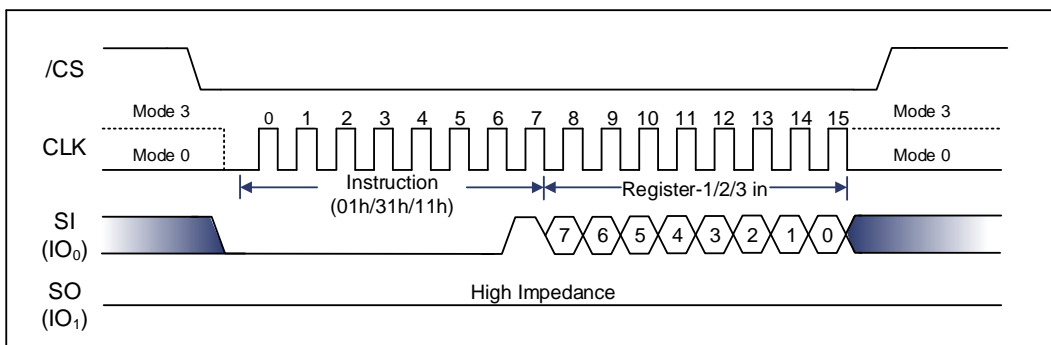 /CS
Mode 3
Mode 3
0 1 2 3 4 5 6 7 8 9 10 11 12 13 14 15
CLK
Mode 0
Mode 0
Instruction
(01h/31h/11h)
Register-1/2/3 in
SI
(IO0)
7 6 5 4 3 2 1 0
SO
(IO1)
High Impedance